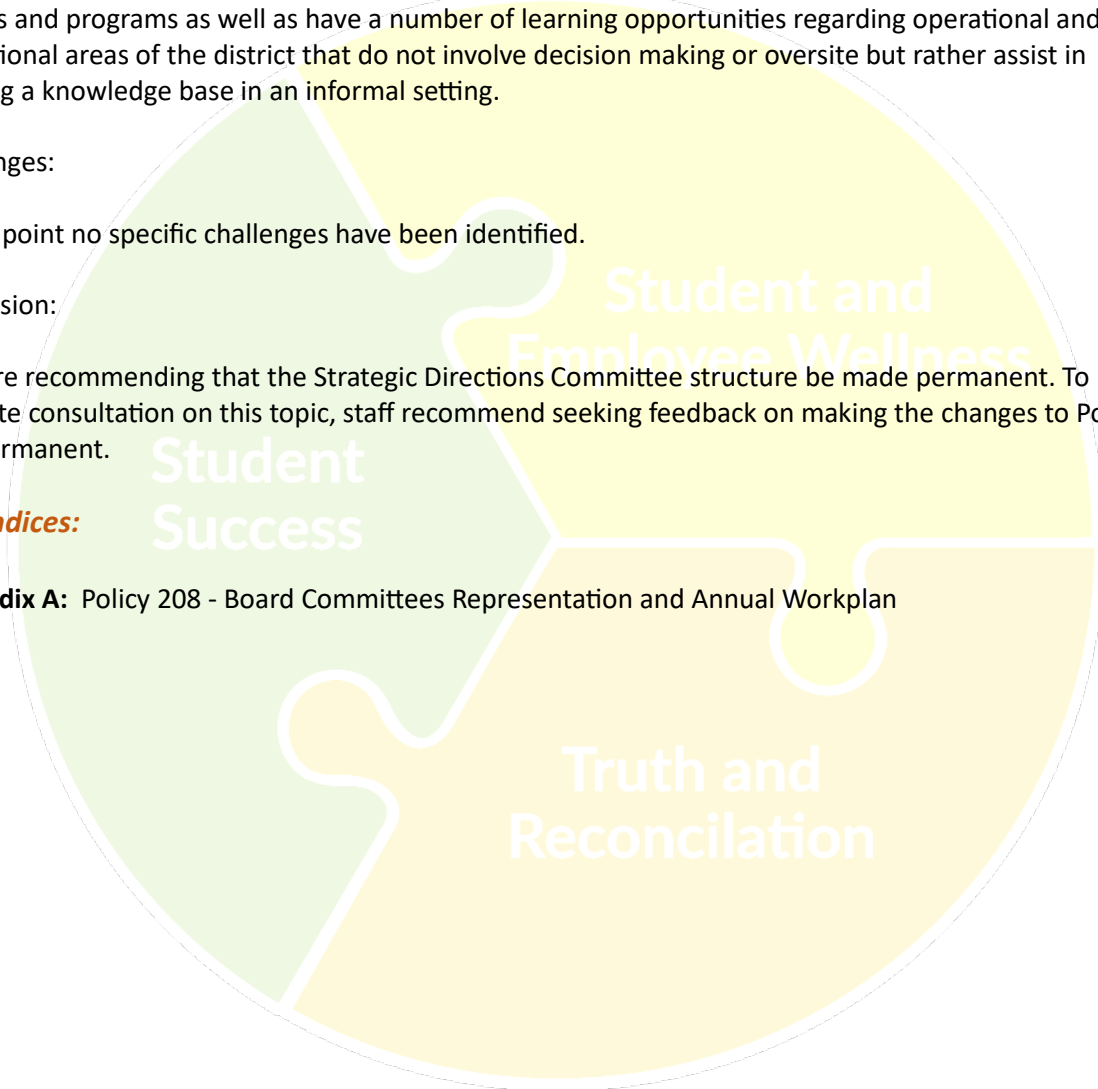 s and programs as well as have a number of learning opportunities regarding operational and
ional areas of the district that do not involve decision making or oversite but rather assist in
g a knowledge base in an informal setting.
nges:
point no specific challenges have been identified.
sion:
re recommending that the Strategic Directions Committee structure be made permanent. To
te consultation on this topic, staff recommend seeking feedback on making the changes to Po
rmanent.
ndices:
dix A: Policy 208 - Board Committees Representation and Annual Workplan
Student and
Employee Wellness
Student
Success
Truth and
Reconcilation